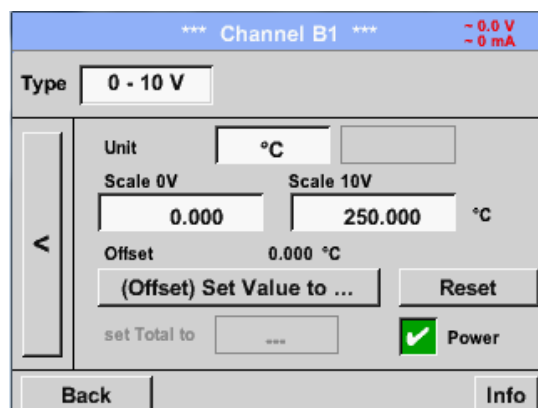 *** Channel B1 ***
~ 0.0 V
~ 0 mA
Type 0 - 10 V
Unit °C
Scale 0V Scale 10V
0.000 250.000 °C
<
Offset 0.000 °C
(Offset) Set Value to ... Reset
set Total to --- Power
Back Info